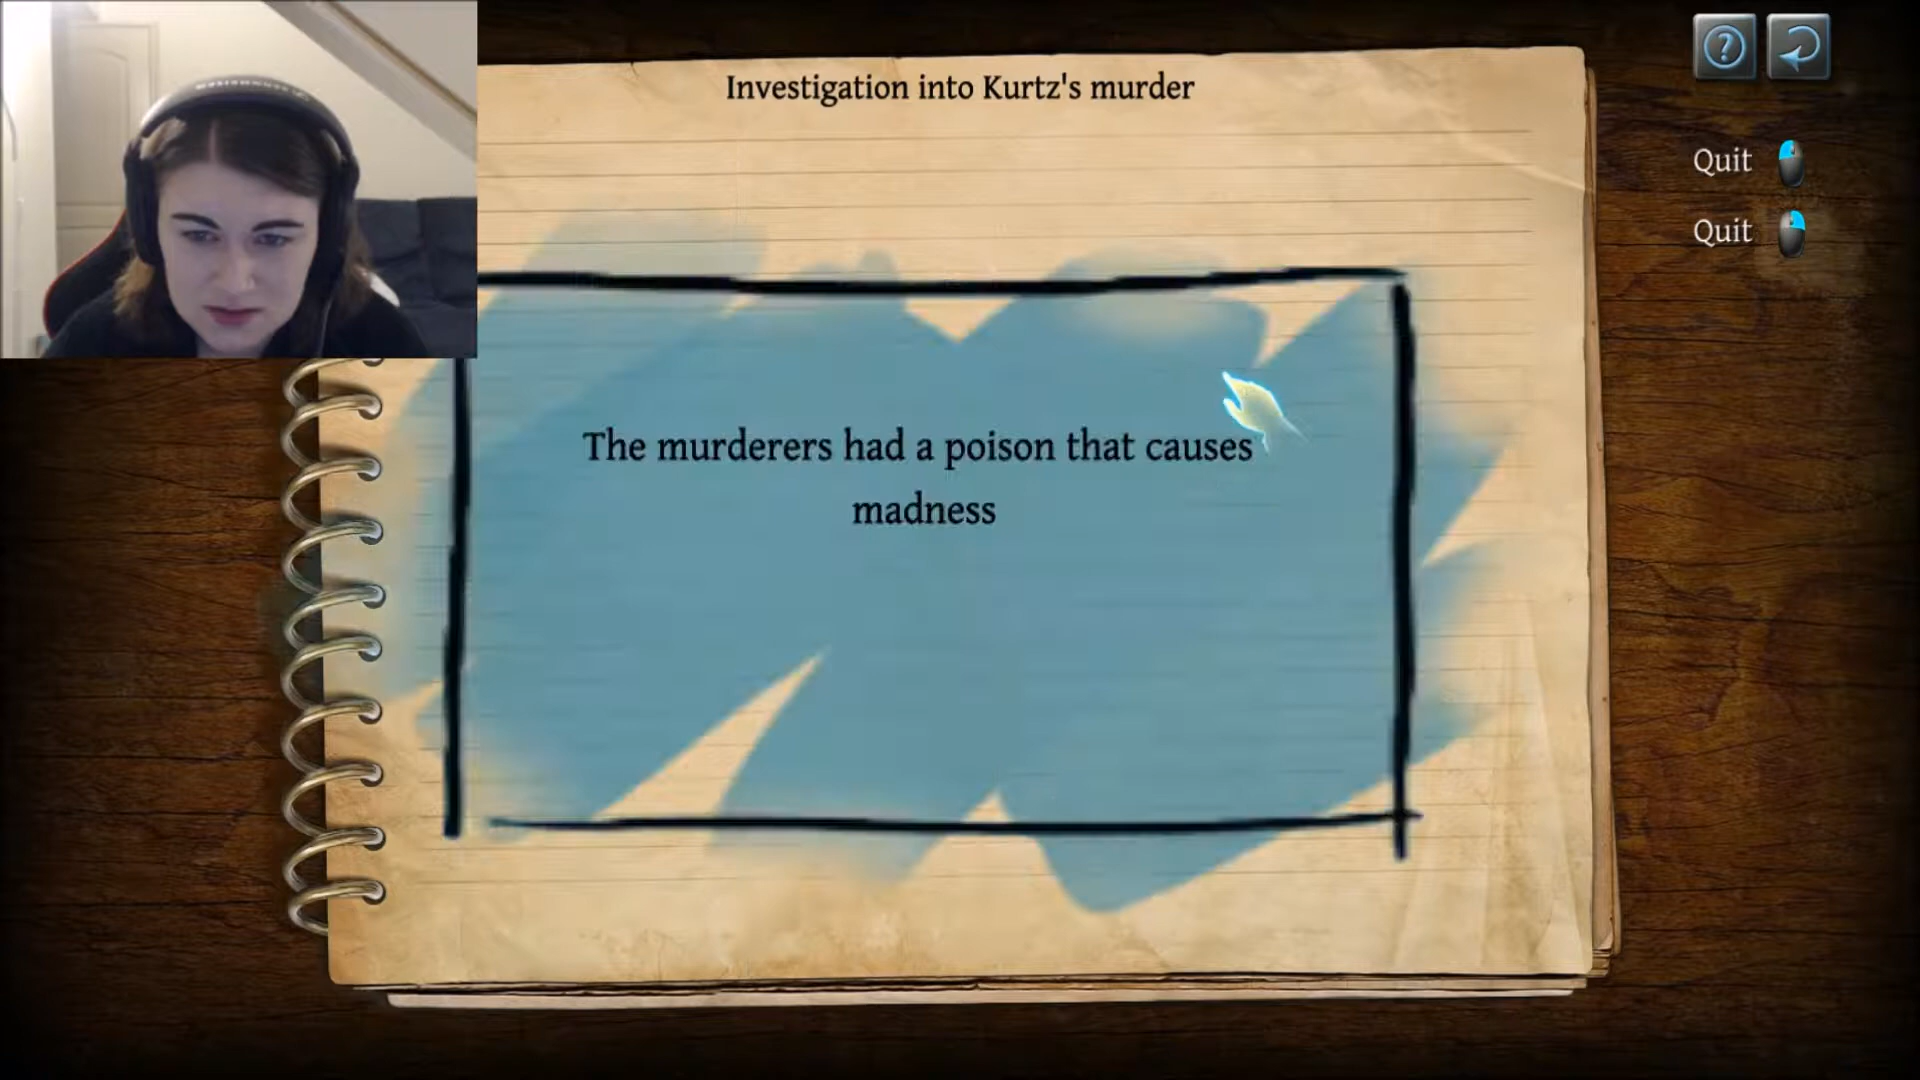 Investigation into Kurtz's murder
Quit
Quit
The murderers had a poison that causes
madness